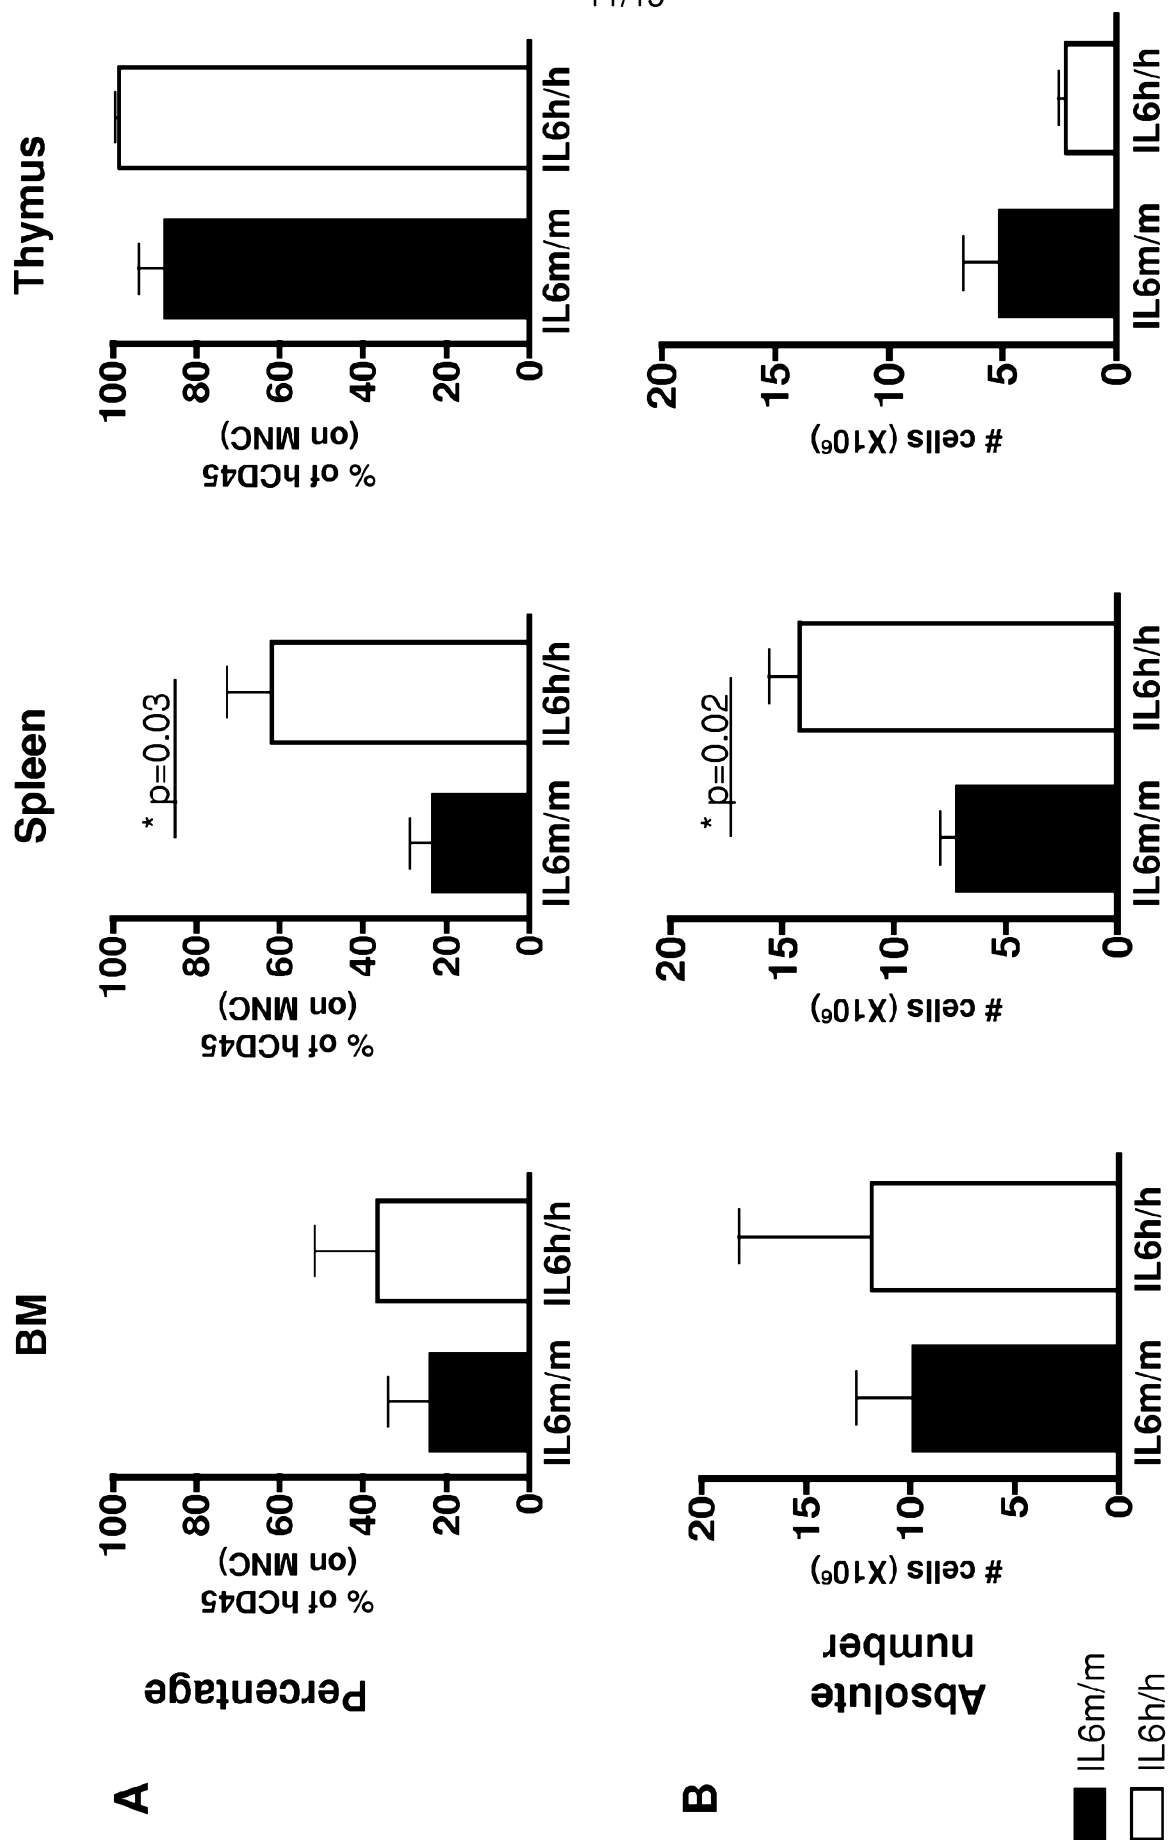 BM
Spleen
Thymus
A
Percentage
% of hCD45
(on MNC)
100
80
60
40
20
0
IL6m/m
IL6h/h
% of hCD45
(on MNC)
100
80
60
40
20
0
* p=0.03
IL6m/m
IL6h/h
% of hCD45
(on MNC)
100
80
60
40
20
0
IL6m/m
IL6h/h
B
Absolute
number
# cells (X10⁶)
20
15
10
5
0
IL6m/m
IL6h/h
# cells (X10⁶)
20
15
10
5
0
* p=0.02
IL6m/m
IL6h/h
# cells (X10⁶)
20
15
10
5
0
IL6m/m
IL6h/h
IL6m/m
IL6h/h